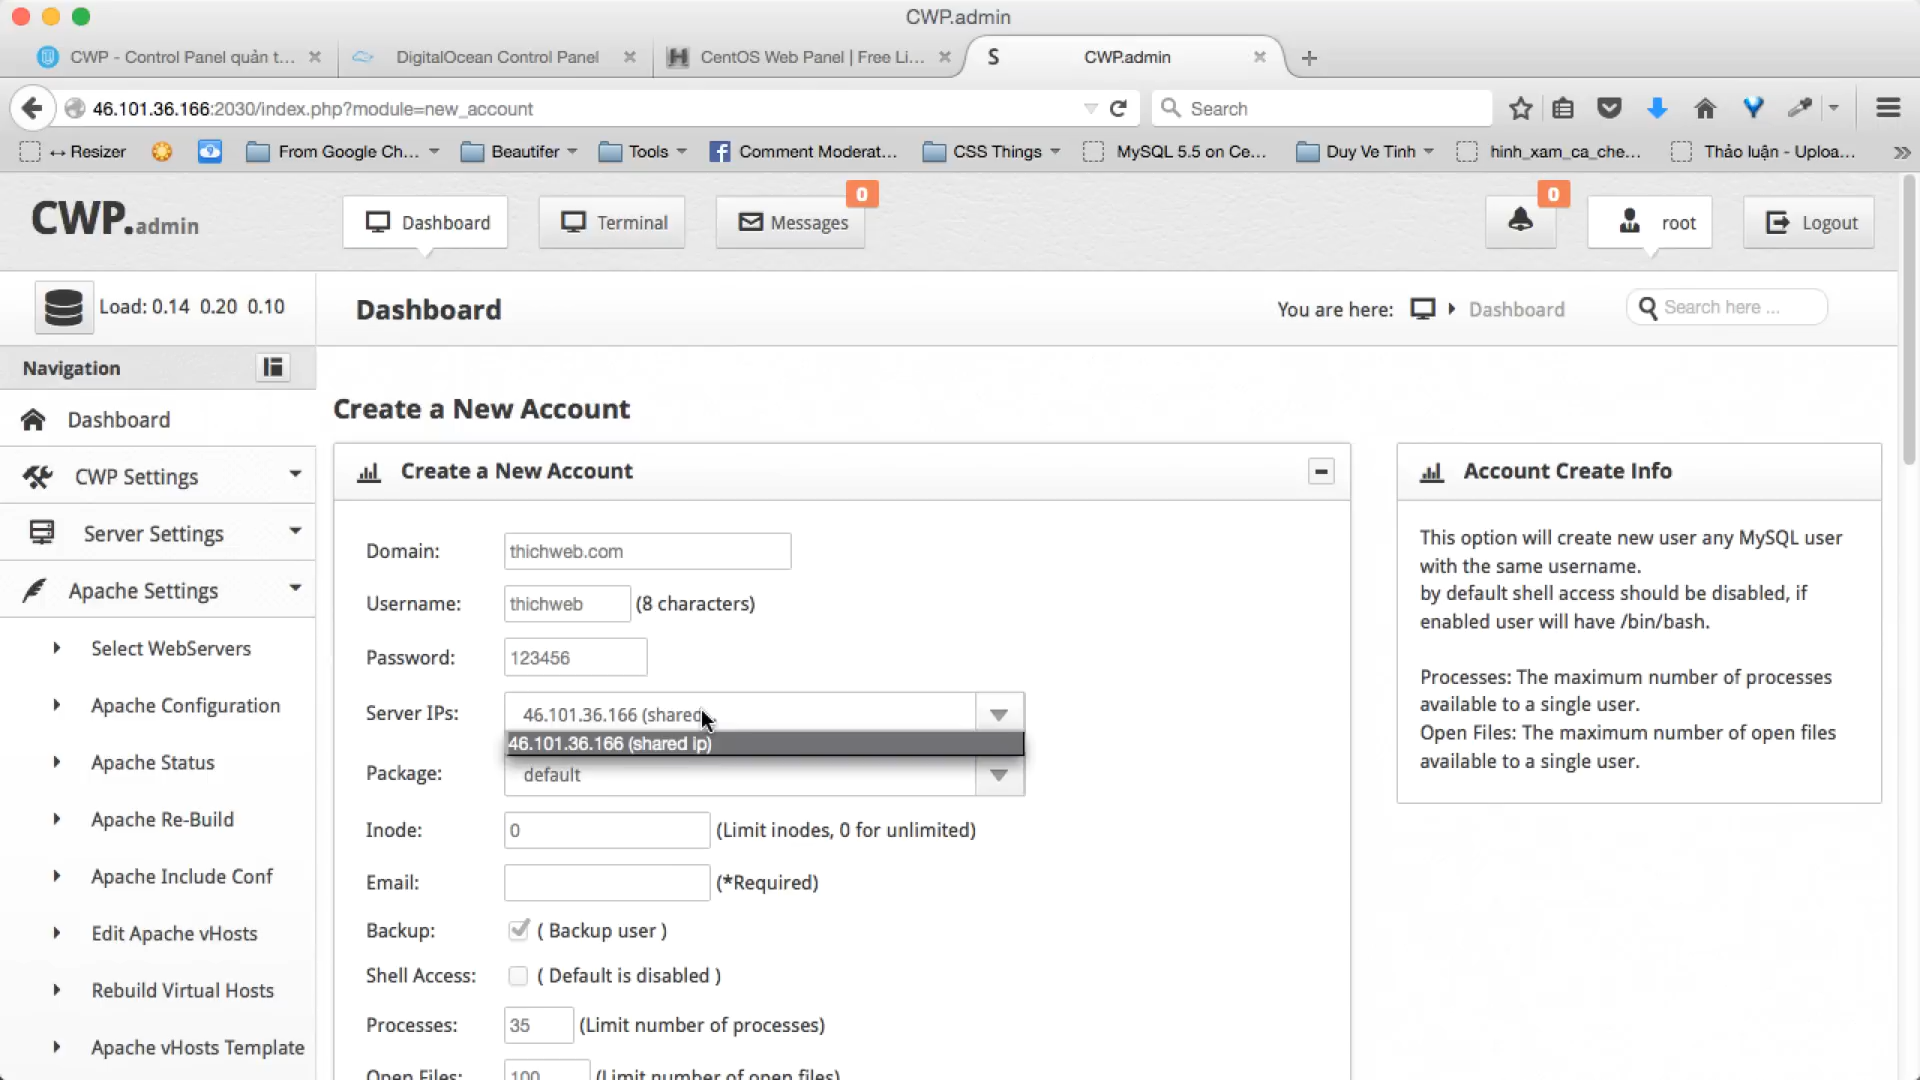 CWP.admin
CWP - Control Panel quản t...
DigitalOcean Control Panel
CentOS Web Panel | Free Li...
CWP.admin
46.101.36.166:2030/index.php?module=new_account
Search
↔ Resizer
From Google Ch...
Beautifer
Tools
Comment Moderat...
CSS Things
MySQL 5.5 on Ce...
Duy Ve Tinh
hinh_xam_ca_che...
Thảo luận - Uploa...
CWP.admin
Dashboard
Terminal
Messages
0
0
root
Logout
Load: 0.14 0.20 0.10
Dashboard
You are here:
Dashboard
Search here ...
Navigation
Dashboard
CWP Settings
Server Settings
Apache Settings
Select WebServers
Apache Configuration
Apache Status
Apache Re-Build
Apache Include Conf
Edit Apache vHosts
Rebuild Virtual Hosts
Apache vHosts Template
Create a New Account
Create a New Account
Domain: thichweb.com
Username: thichweb (8 characters)
Password: 123456
Server IPs: 46.101.36.166 (shared
46.101.36.166 (shared ip)
Package: default
Inode: 0 (Limit inodes, 0 for unlimited)
Email: (*Required)
Backup: ( Backup user )
Shell Access: ( Default is disabled )
Processes: 35 (Limit number of processes)
Open Files: 100 (Limit number of open files)
Account Create Info
This option will create new user any MySQL user
with the same username.
by default shell access should be disabled, if
enabled user will have /bin/bash.
Processes: The maximum number of processes
available to a single user.
Open Files: The maximum number of open files
available to a single user.